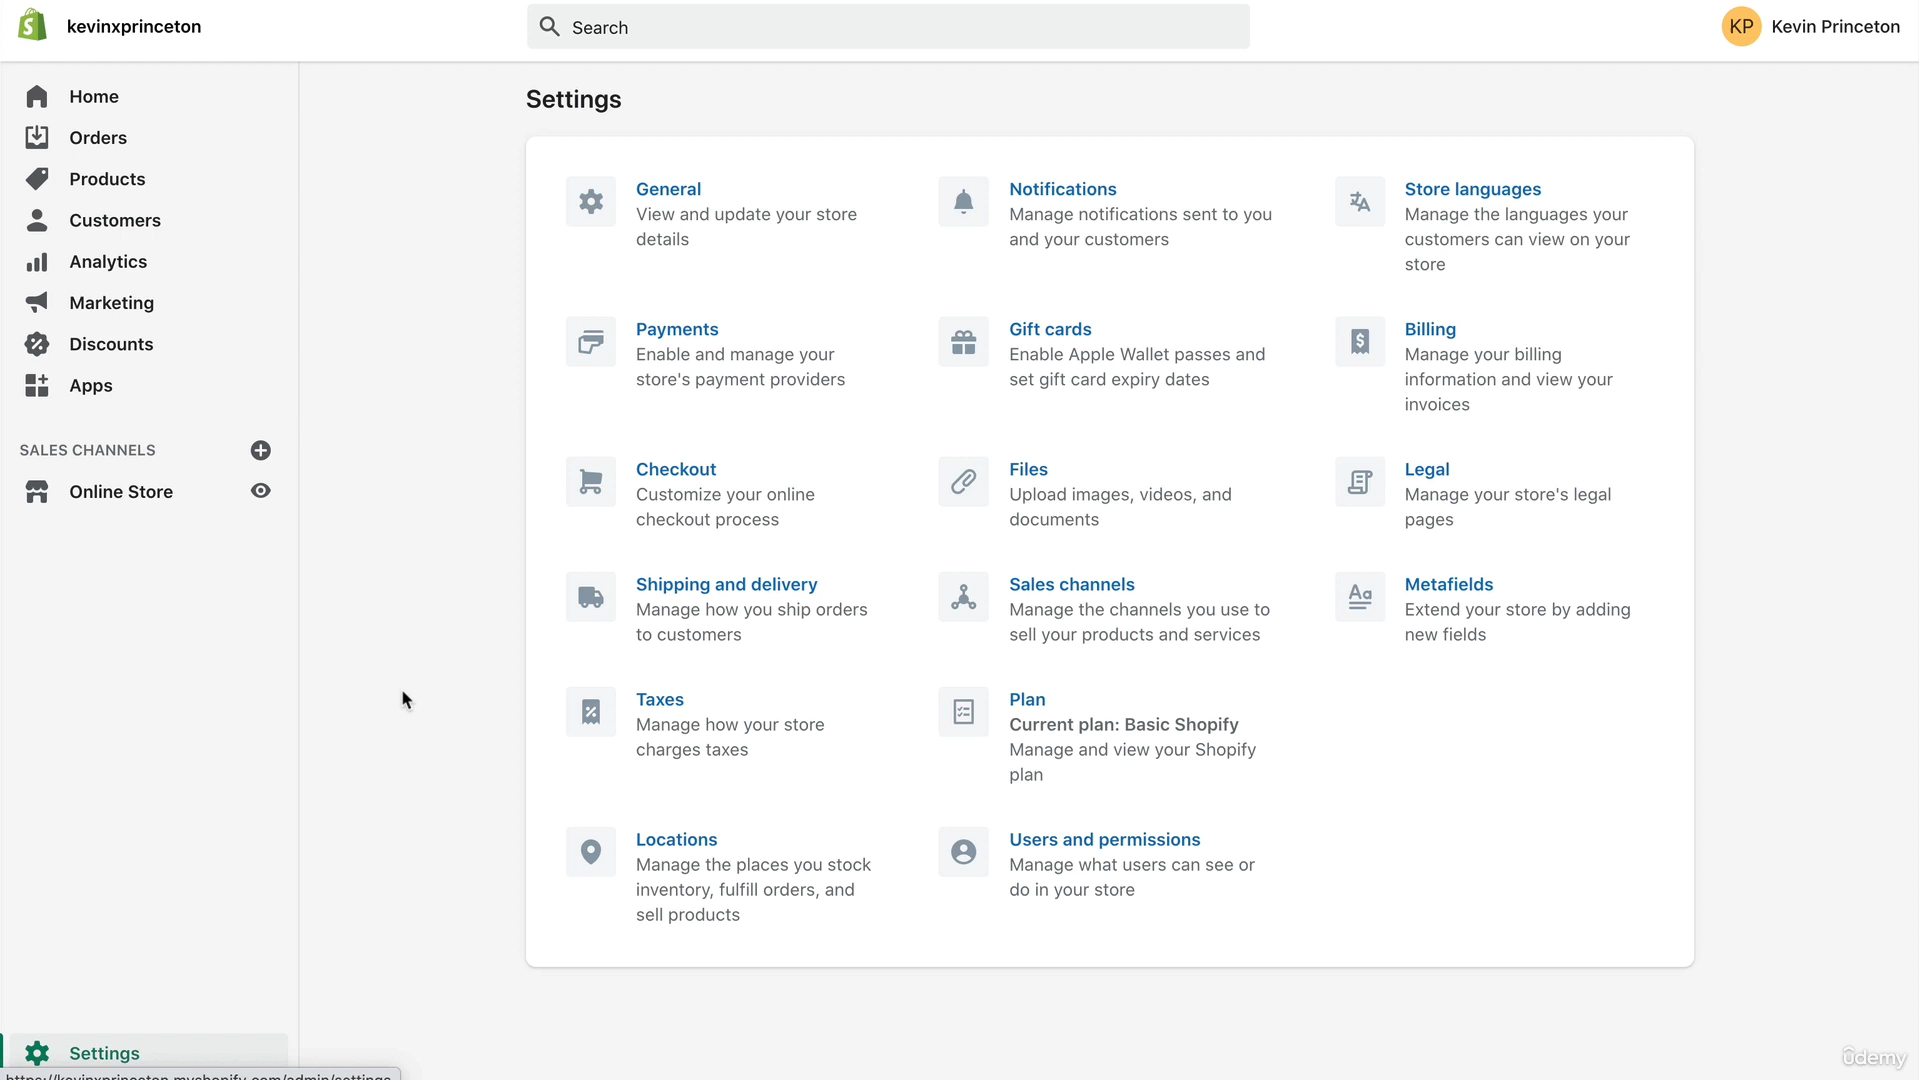 kevinxprinceton
Search
KP
Kevin Princeton
Home
Orders
Products
Customers
Analytics
Marketing
Discounts
Apps
SALES CHANNELS
Online Store
Settings
Settings
General
View and update your store
details
Notifications
Manage notifications sent to you
and your customers
Store languages
Manage the languages your
customers can view on your
store
Payments
Enable and manage your
store's payment providers
Gift cards
Enable Apple Wallet passes and
set gift card expiry dates
Billing
Manage your billing
information and view your
invoices
Checkout
Customize your online
checkout process
Files
Upload images, videos, and
documents
Legal
Manage your store's legal
pages
Shipping and delivery
Manage how you ship orders
to customers
Sales channels
Manage the channels you use to
sell your products and services
Metafields
Extend your store by adding
new fields
Taxes
Manage how your store
charges taxes
Plan
Current plan: Basic Shopify
Manage and view your Shopify
plan
Locations
Manage the places you stock
inventory, fulfill orders, and
sell products
Users and permissions
Manage what users can see or
do in your store
https://kevinxprinceton.myshopify.com/admin/settings
ûdemy